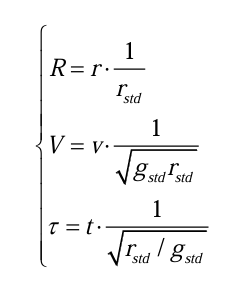 R = r · 1 / r_std
V = v · 1 / √(g_std r_std)
τ = t · 1 / √(r_std / g_std)